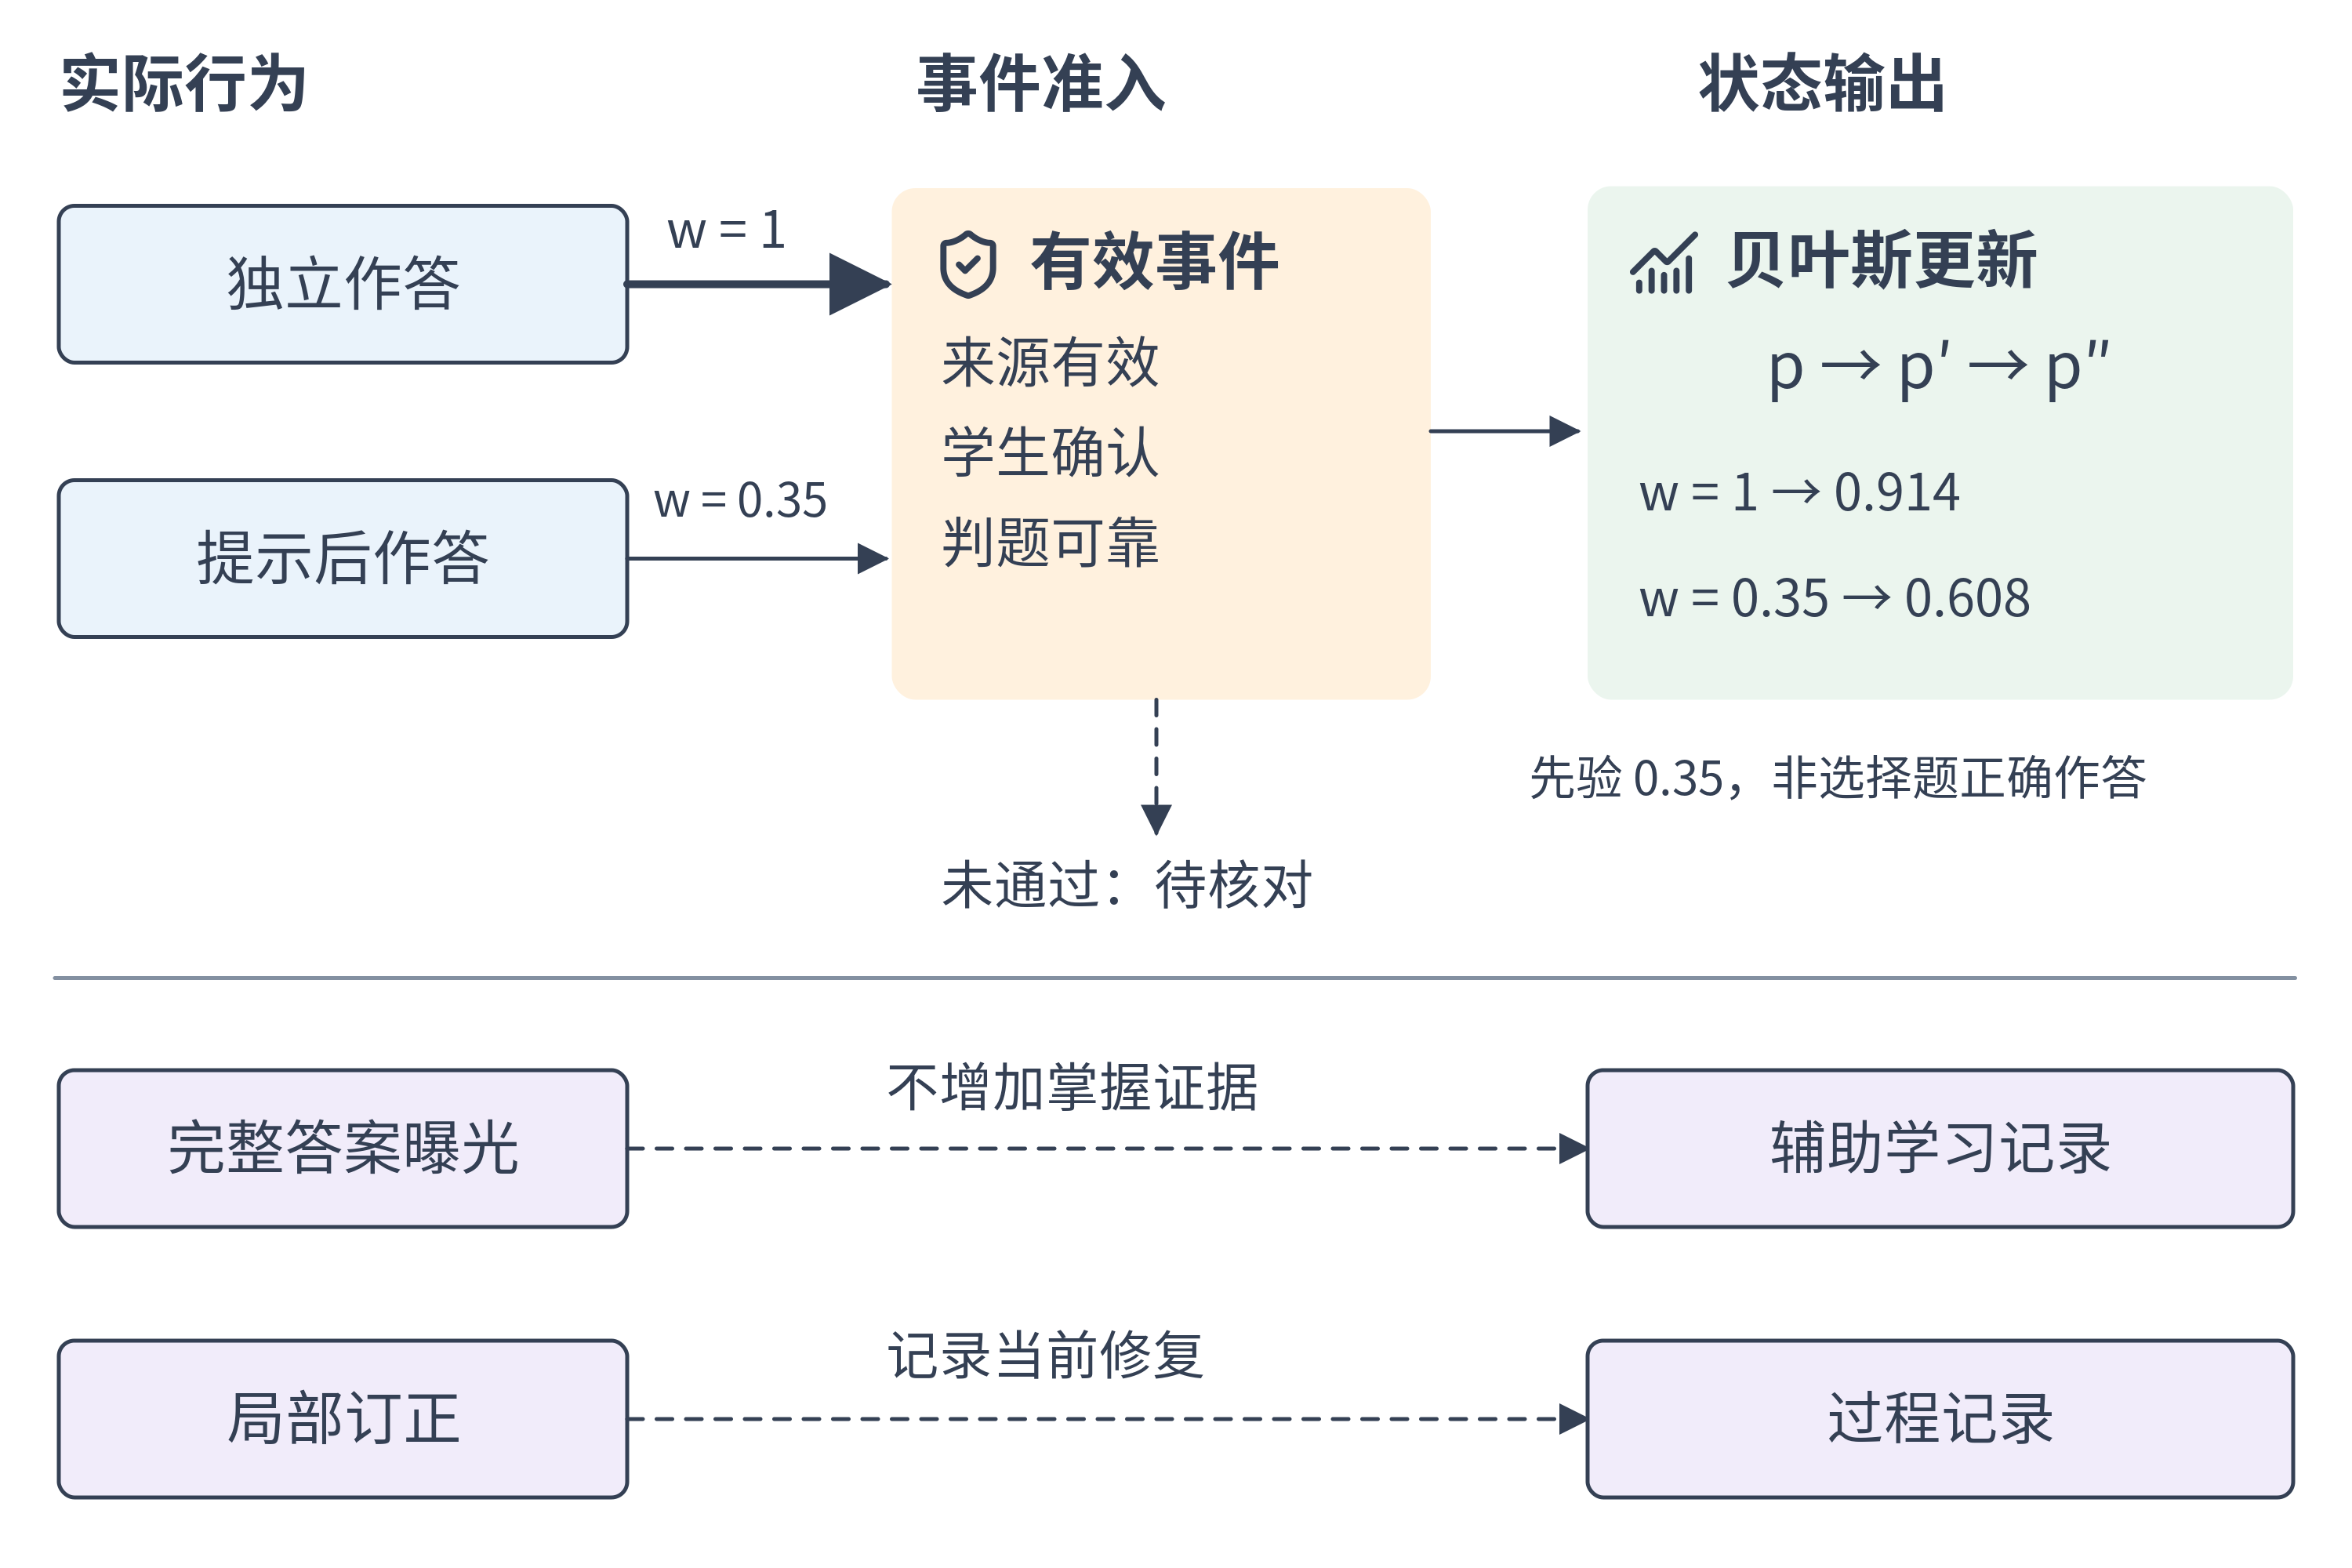 实际行为
事件准入
状态输出
独立作答
w = 1
提示后作答
w = 0.35
有效事件
来源有效
学生确认
判题可靠
未通过：待核对
贝叶斯更新
p → p′ → p″
w = 1 → 0.914
w = 0.35 → 0.608
先验 0.35，非选择题正确作答
完整答案曝光
不增加掌握证据
辅助学习记录
局部订正
记录当前修复
过程记录